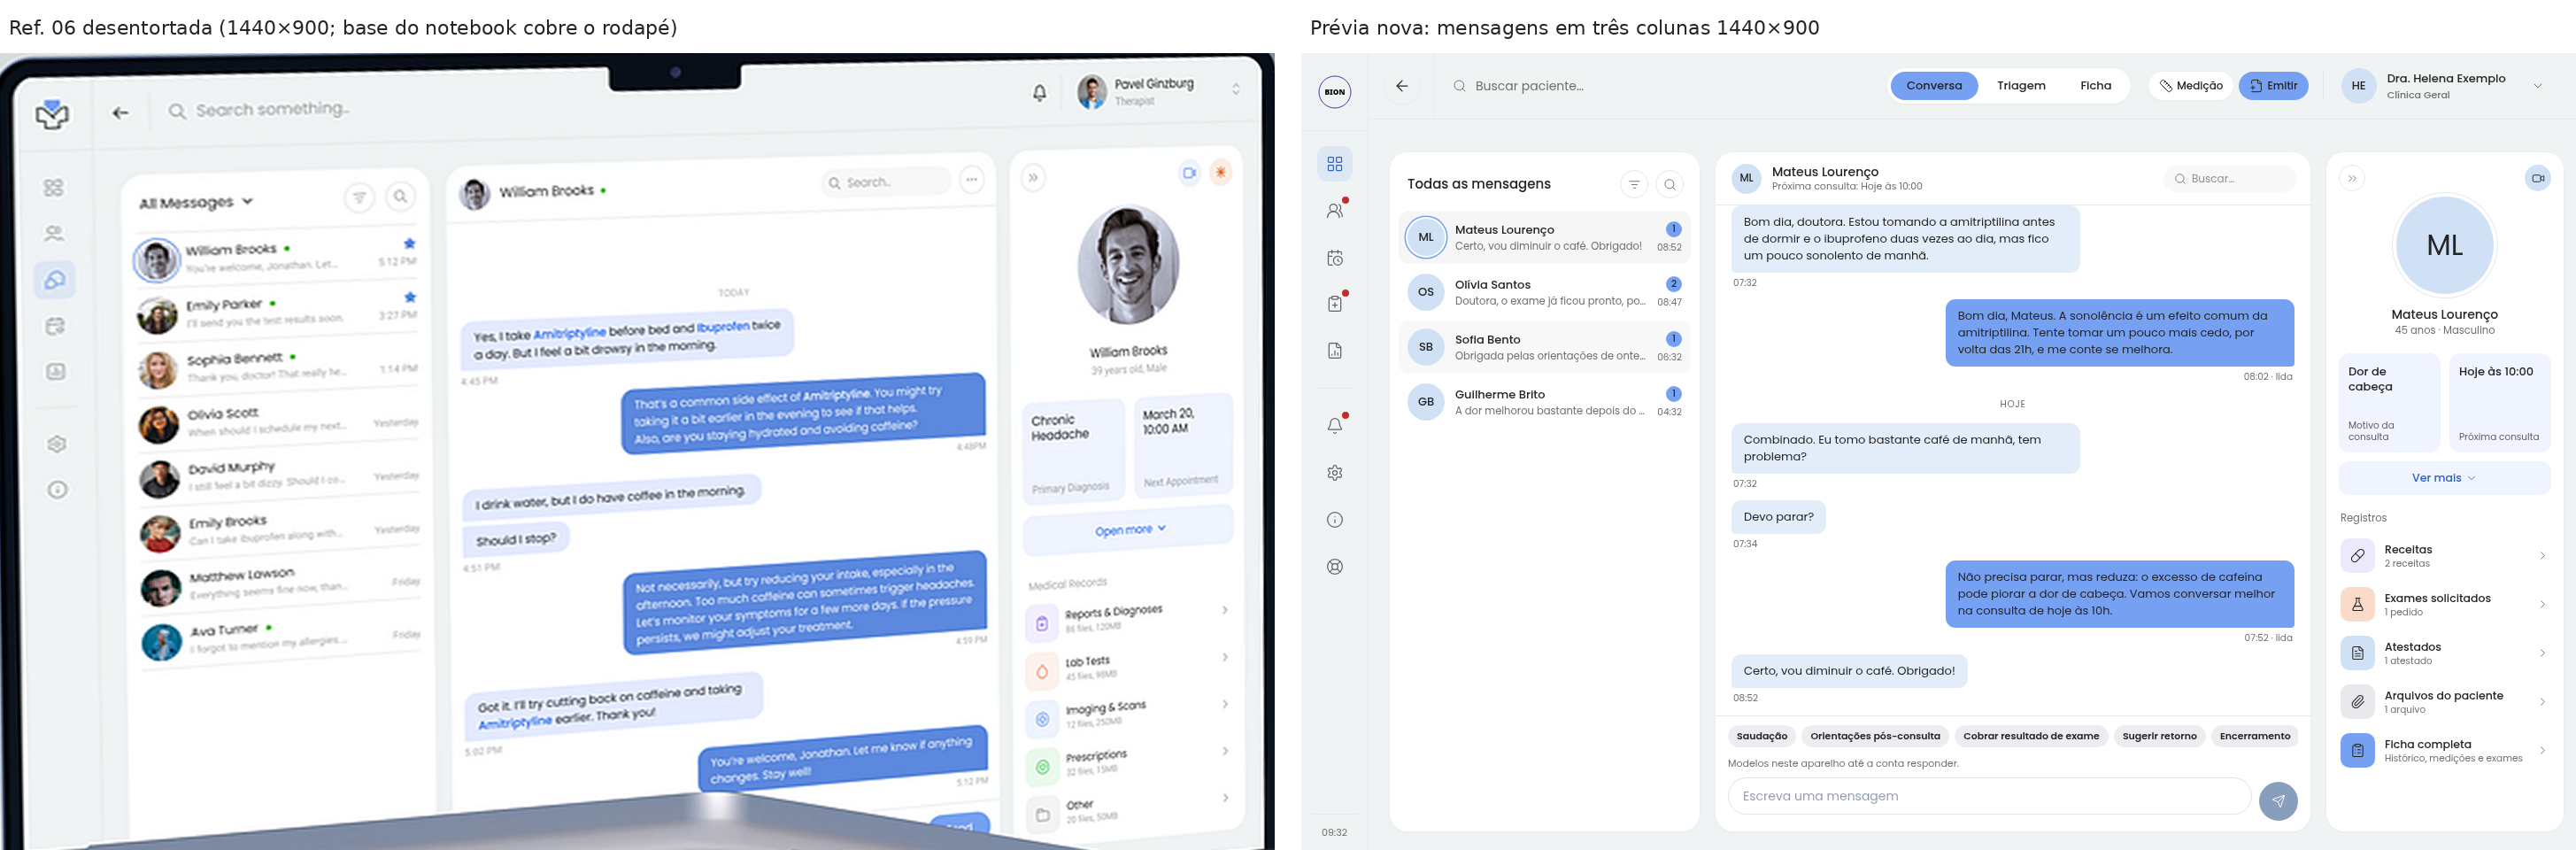 Ref. 06 desentortada (1440×900; base do notebook cobre o rodapé)
Search something..
Pavel Ginzburg
Therapist
All Messages
William Brooks
You're welcome, Jonathan. Let...
5:12 PM
Emily Parker
I'll send you the test results soon.
3:27 PM
Sophia Bennett
Thank you, doctor! That really he...
1:14 PM
Olivia Scott
When should I schedule my next...
Yesterday
David Murphy
I still feel a bit dizzy. Should I co...
Yesterday
Emily Brooks
Can I take ibuprofen along with...
Yesterday
Matthew Lawson
Everything seems fine now, than...
Friday
Ava Turner
I forgot to mention my allergies....
Friday
William Brooks
Search..
TODAY
Yes, I take Amitriptyline before bed and Ibuprofen twice
a day. But I feel a bit drowsy in the morning.
4:45 PM
That's a common side effect of Amitriptyline. You might try
taking it a bit earlier in the evening to see if that helps.
Also, are you staying hydrated and avoiding caffeine?
4:48PM
I drink water, but I do have coffee in the morning.
Should I stop?
4:51 PM
Not necessarily, but try reducing your intake, especially in the
afternoon. Too much caffeine can sometimes trigger headaches.
Let's monitor your symptoms for a few more days. If the pressure
persists, we might adjust your treatment.
4:59 PM
Got it. I'll try cutting back on caffeine and taking
Amitriptyline earlier. Thank you!
5:02 PM
You're welcome, Jonathan. Let me know if anything
changes. Stay well!
5:12 PM
William Brooks
39 years old, Male
Chronic
Headache
Primary Diagnosis
March 20,
10:00 AM
Next Appointment
Open more
Medical Records
Reports & Diagnoses
86 files, 120MB
Lab Tests
45 files, 98MB
Imaging & Scans
12 files, 250MB
Prescriptions
32 files, 15MB
Other
20 files, 50MB
Prévia nova: mensagens em três colunas 1440×900
BION
Buscar paciente...
Conversa
Triagem
Ficha
Medição
Emitir
HE
Dra. Helena Exemplo
Clínica Geral
09:32
Todas as mensagens
ML
Mateus Lourenço
1
Certo, vou diminuir o café. Obrigado!
08:52
OS
Olívia Santos
2
Doutora, o exame já ficou pronto, po...
08:47
SB
Sofia Bento
1
Obrigada pelas orientações de onte...
06:32
GB
Guilherme Brito
1
A dor melhorou bastante depois do ...
04:32
ML
Mateus Lourenço
Próxima consulta: Hoje às 10:00
Buscar...
Bom dia, doutora. Estou tomando a amitriptilina antes
de dormir e o ibuprofeno duas vezes ao dia, mas fico
um pouco sonolento de manhã.
07:32
Bom dia, Mateus. A sonolência é um efeito comum da
amitriptilina. Tente tomar um pouco mais cedo, por
volta das 21h, e me conte se melhora.
08:02 · lida
HOJE
Combinado. Eu tomo bastante café de manhã, tem
problema?
07:32
Devo parar?
07:34
Não precisa parar, mas reduza: o excesso de cafeína
pode piorar a dor de cabeça. Vamos conversar melhor
na consulta de hoje às 10h.
07:52 · lida
Certo, vou diminuir o café. Obrigado!
08:52
Saudação
Orientações pós-consulta
Cobrar resultado de exame
Sugerir retorno
Encerramento
Modelos neste aparelho até a conta responder.
Escreva uma mensagem
ML
Mateus Lourenço
45 anos · Masculino
Dor de
cabeça
Motivo da
consulta
Hoje às 10:00
Próxima consulta
Ver mais
Registros
Receitas
2 receitas
Exames solicitados
1 pedido
Atestados
1 atestado
Arquivos do paciente
1 arquivo
Ficha completa
Histórico, medições e exames